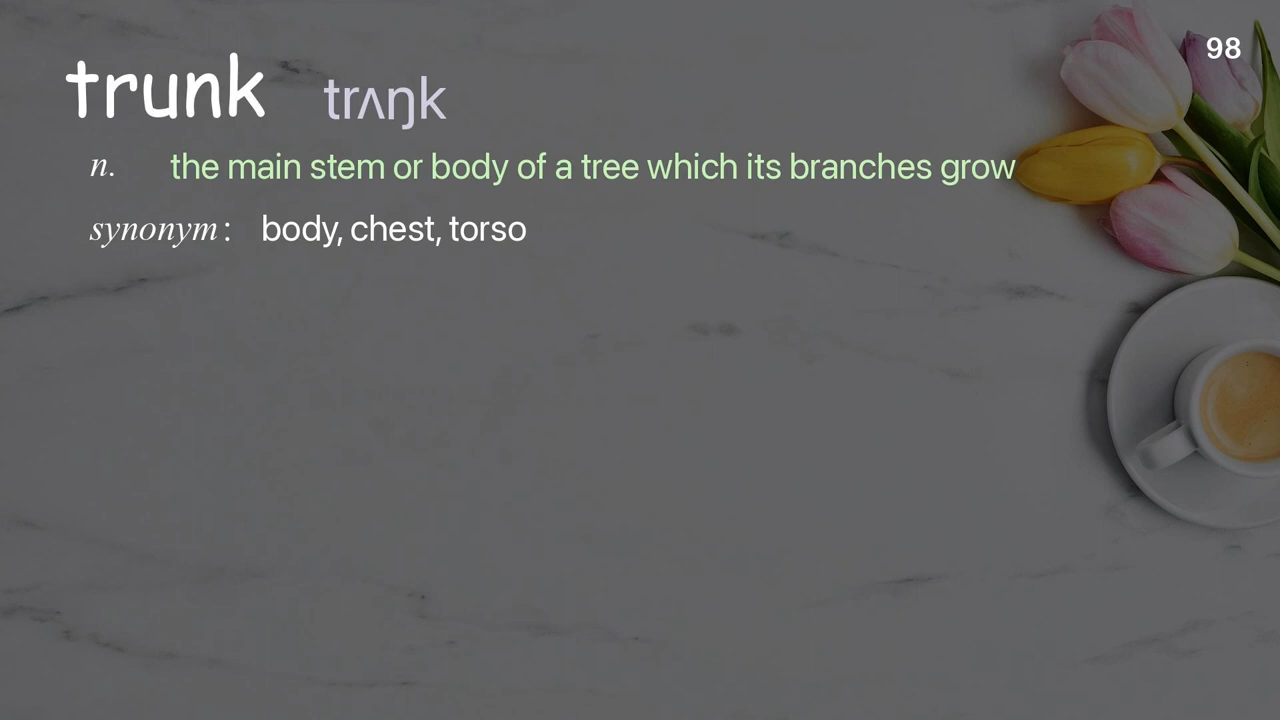 98
trunk trʌŋk
n. the main stem or body of a tree which its branches grow
synonym : body, chest, torso